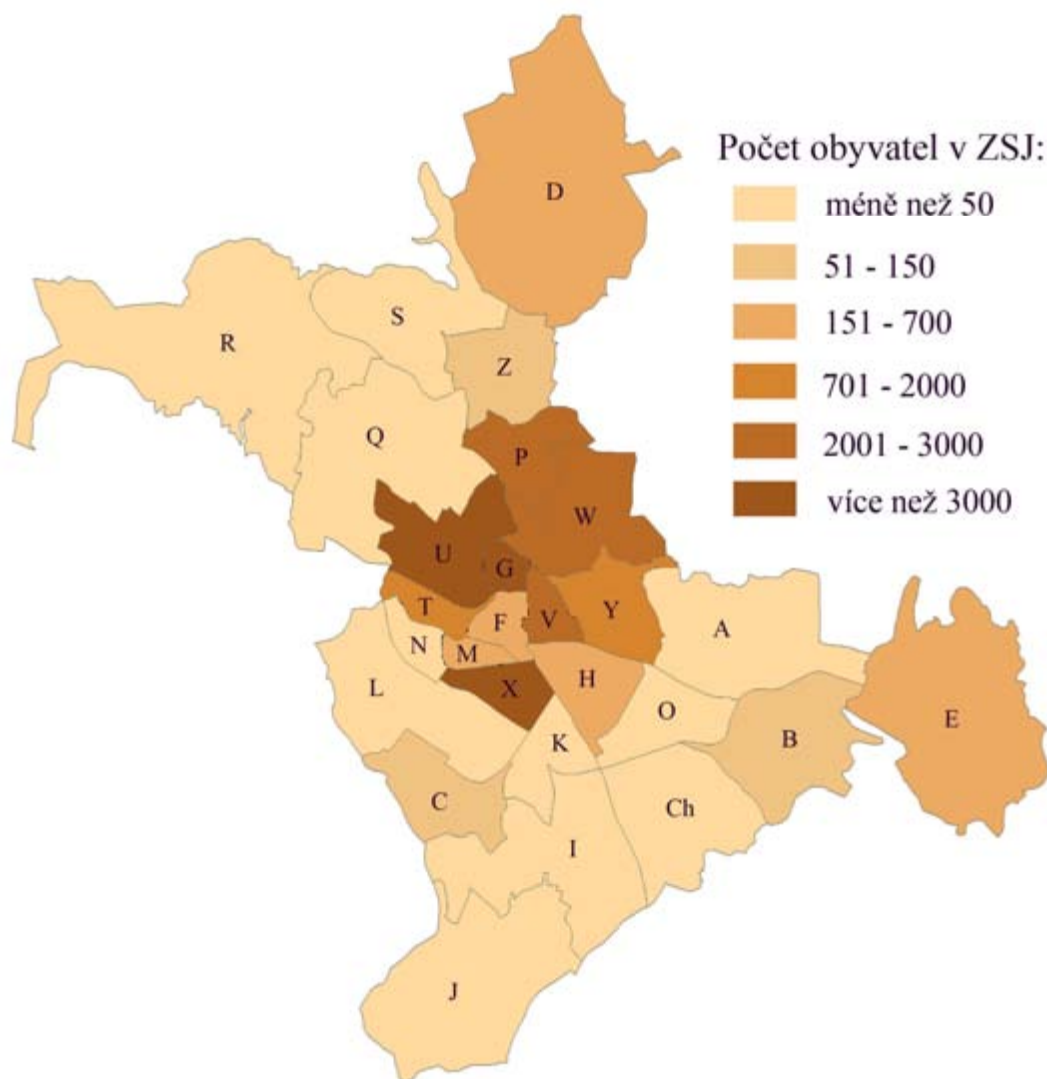 Počet obyvatel v ZSJ:
méně než 50
51 - 150
151 - 700
701 - 2000
2001 - 3000
více než 3000
D
S
R
Z
Q
P
W
U
G
T
F
V
Y
A
N
M
L
X
H
O
E
B
K
C
Ch
I
J